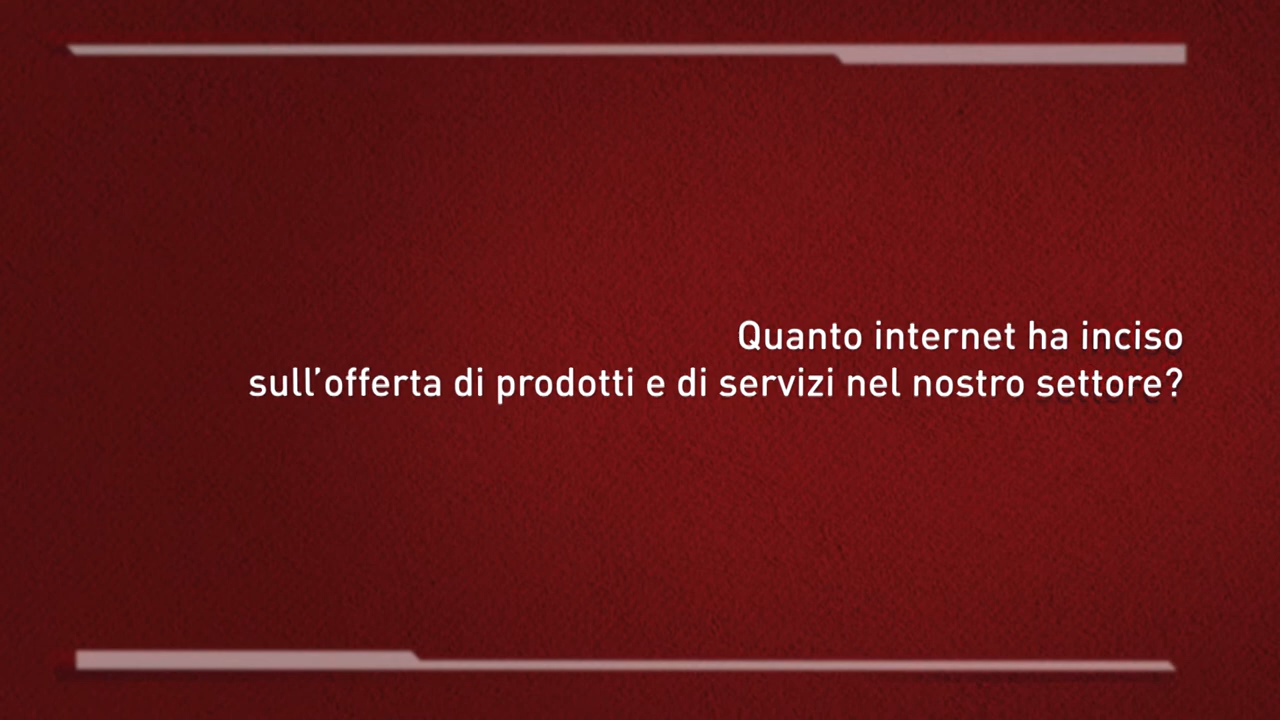 Quanto internet ha inciso
sull’offerta di prodotti e di servizi nel nostro settore?